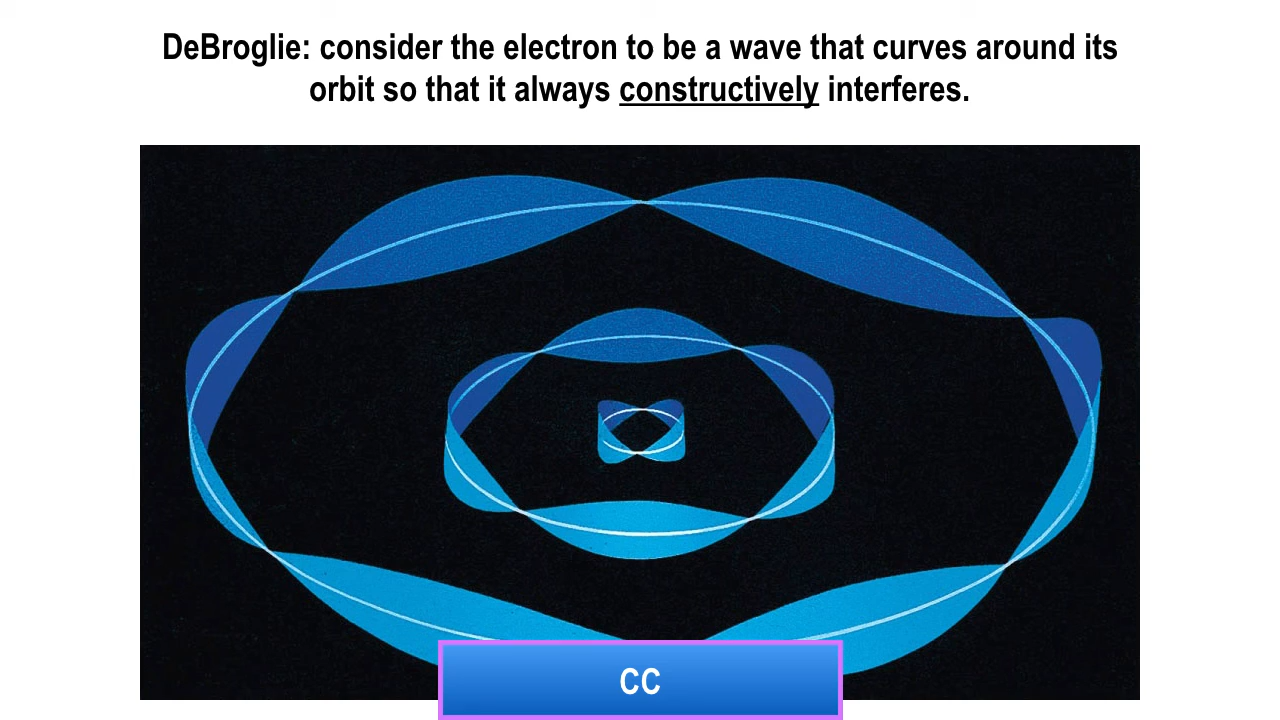 DeBroglie: consider the electron to be a wave that curves around its
orbit so that it always constructively interferes.
CC